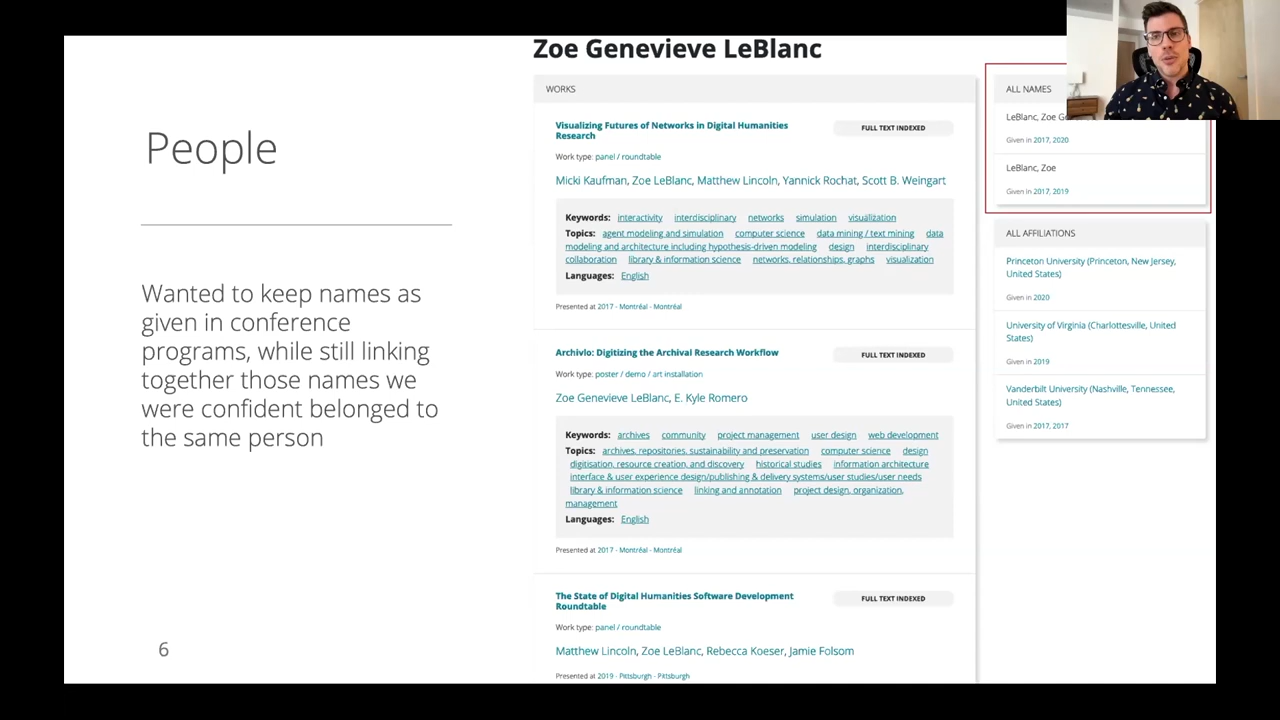 People
Wanted to keep names as
given in conference
programs, while still linking
together those names we
were confident belonged to
the same person
6
Zoe Genevieve LeBlanc
WORKS
Visualizing Futures of Networks in Digital Humanities
Research
FULL TEXT INDEXED
Work type: panel / roundtable
Micki Kaufman, Zoe LeBlanc, Matthew Lincoln, Yannick Rochat, Scott B. Weingart
Keywords: interactivity interdisciplinary networks simulation visualization
Topics: agent modeling and simulation computer science data mining / text mining data
modeling and architecture including hypothesis-driven modeling design interdisciplinary
collaboration library & information science networks, relationships, graphs visualization
Languages: English
Presented at 2017 - Montréal - Montréal
Archivlo: Digitizing the Archival Research Workflow
FULL TEXT INDEXED
Work type: poster / demo / art installation
Zoe Genevieve LeBlanc, E. Kyle Romero
Keywords: archives community project management user design web development
Topics: archives, repositories, sustainability and preservation computer science design
digitisation, resource creation, and discovery historical studies information architecture
interface & user experience design/publishing & delivery systems/user studies/user needs
library & information science linking and annotation project design, organization,
management
Languages: English
Presented at 2017 - Montréal - Montréal
The State of Digital Humanities Software Development
Roundtable
FULL TEXT INDEXED
Work type: panel / roundtable
Matthew Lincoln, Zoe LeBlanc, Rebecca Koeser, Jamie Folsom
Presented at 2019 - Pittsburgh - Pittsburgh
ALL NAMES
LeBlanc, Zoe
Given in 2017, 2020
LeBlanc, Zoe
Given in 2017, 2019
ALL AFFILIATIONS
Princeton University (Princeton, New Jersey,
United States)
Given in 2020
University of Virginia (Charlottesville, United
States)
Given in 2019
Vanderbilt University (Nashville, Tennessee,
United States)
Given in 2017, 2017